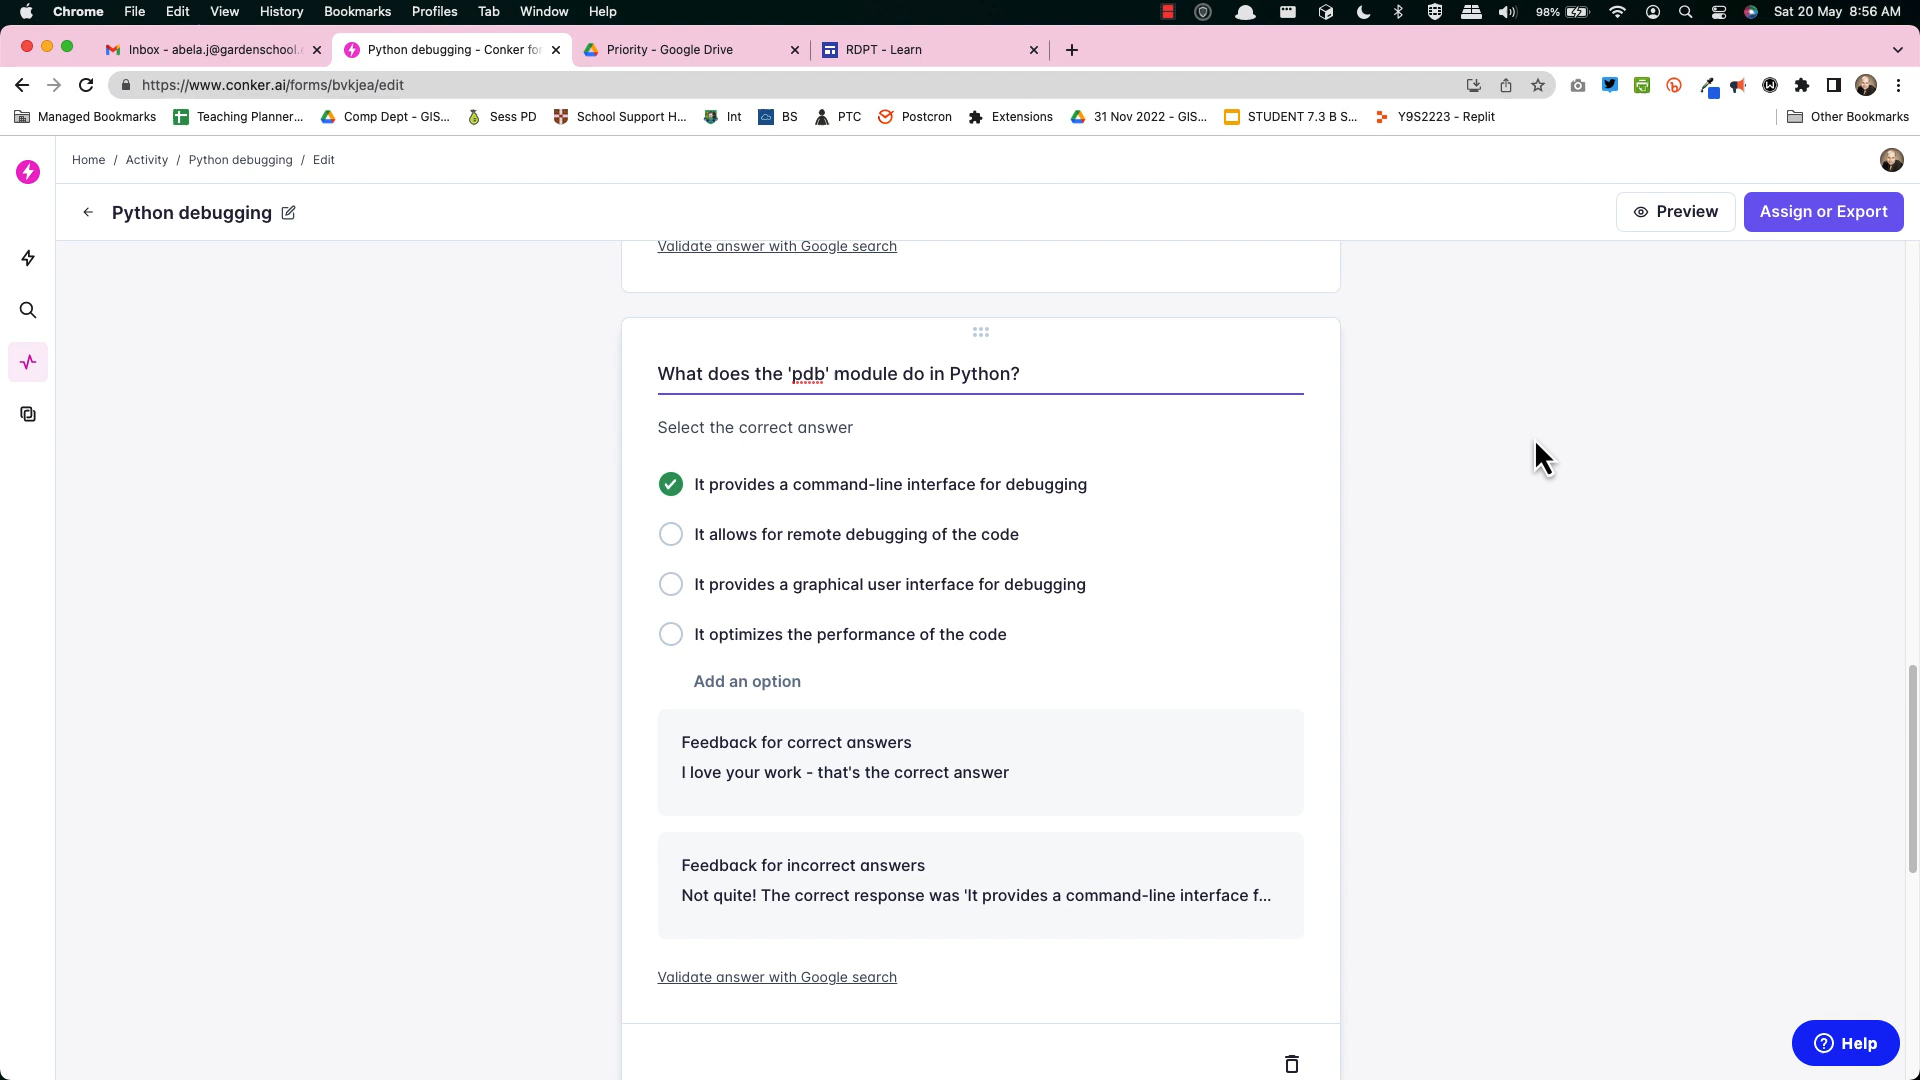 Chrome File Edit View History Bookmarks Profiles Tab Window Help 98% Sat 20 May 8:56 AM
Inbox - abela.j@gardenschool. Python debugging - Conker for Priority - Google Drive RDPT - Learn
https://www.conker.ai/forms/bvkjea/edit
Managed Bookmarks Teaching Planner... Comp Dept - GIS... Sess PD School Support H... Int BS PTC Postcron Extensions 31 Nov 2022 - GIS... STUDENT 7.3 B S... Y9S2223 - Replit Other Bookmarks
Home / Activity / Python debugging / Edit
Python debugging Preview Assign or Export
Validate answer with Google search
What does the 'pdb' module do in Python?
Select the correct answer
It provides a command-line interface for debugging
It allows for remote debugging of the code
It provides a graphical user interface for debugging
It optimizes the performance of the code
Add an option
Feedback for correct answers
I love your work - that's the correct answer
Feedback for incorrect answers
Not quite! The correct response was 'It provides a command-line interface f...
Validate answer with Google search
Help